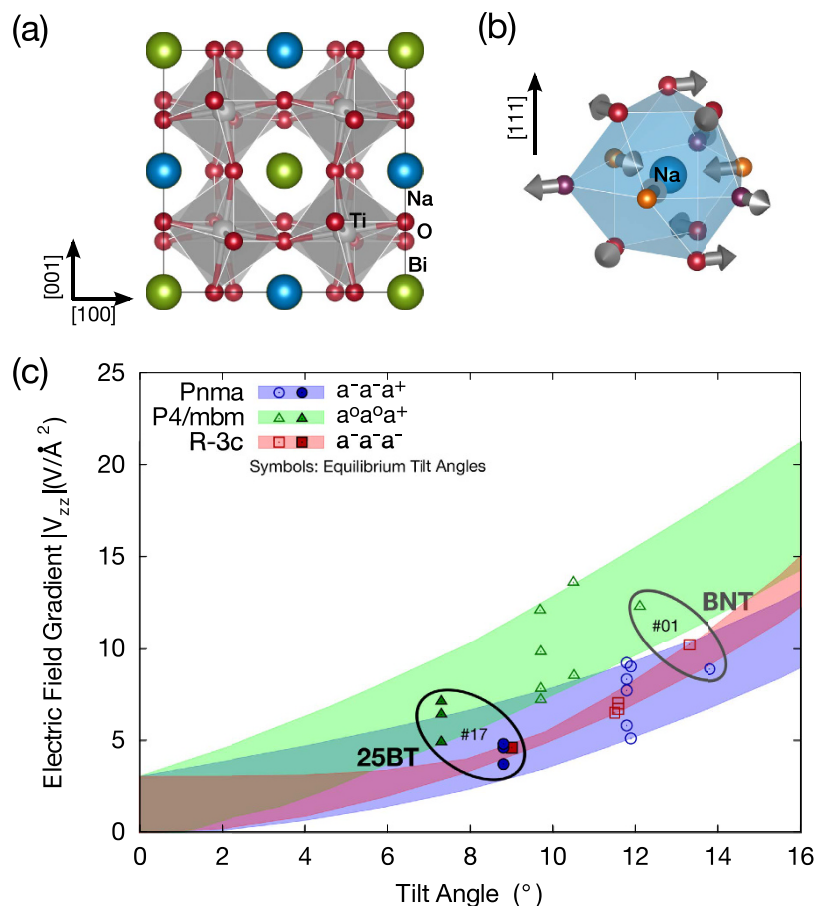 (a)
[001]
[100]
Na
Ti
O
Bi
(b)
[111]
Na
(c)
Electric Field Gradient |V_zz|(V/Å²)
25
20
15
10
5
0
Pnma a⁻a⁻a⁺
P4/mbm a⁰a⁰a⁺
R-3c a⁻a⁻a⁻
Symbols: Equilibrium Tilt Angles
BNT
#01
#17
25BT
0 2 4 6 8 10 12 14 16
Tilt Angle (°)